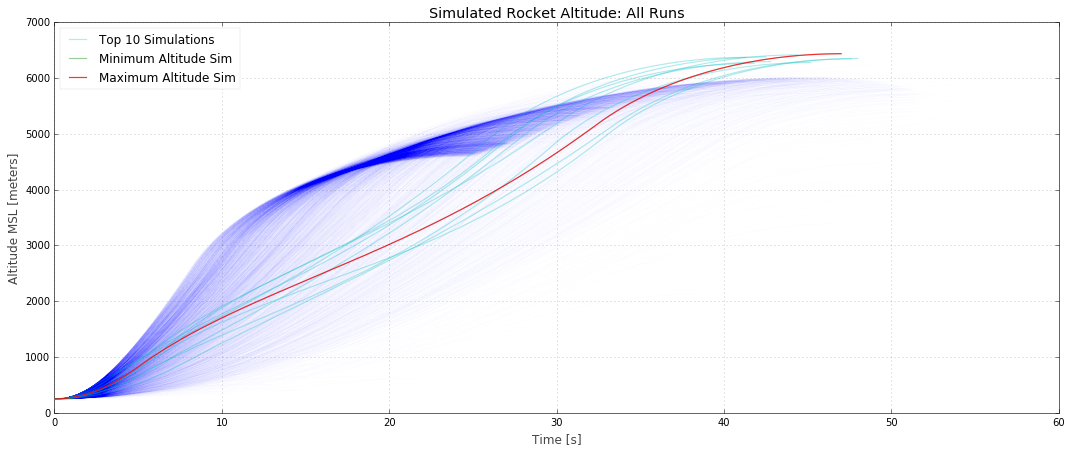 Simulated Rocket Altitude: All Runs
7000
6000
5000
4000
3000
2000
1000
0
Altitude MSL [meters]
Top 10 Simulations
Minimum Altitude Sim
Maximum Altitude Sim
0 10 20 30 40 50 60
Time [s]